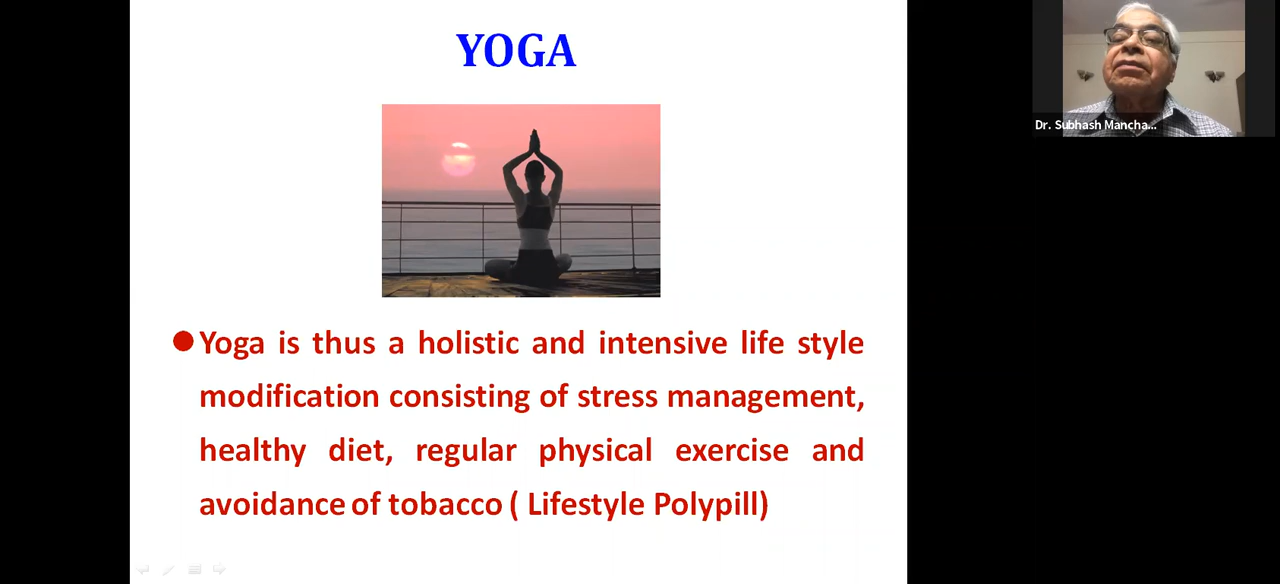 YOGA
Dr. Subhash Mancha...
Yoga is thus a holistic and intensive life style
modification consisting of stress management,
healthy diet, regular physical exercise and
avoidance of tobacco ( Lifestyle Polypill)